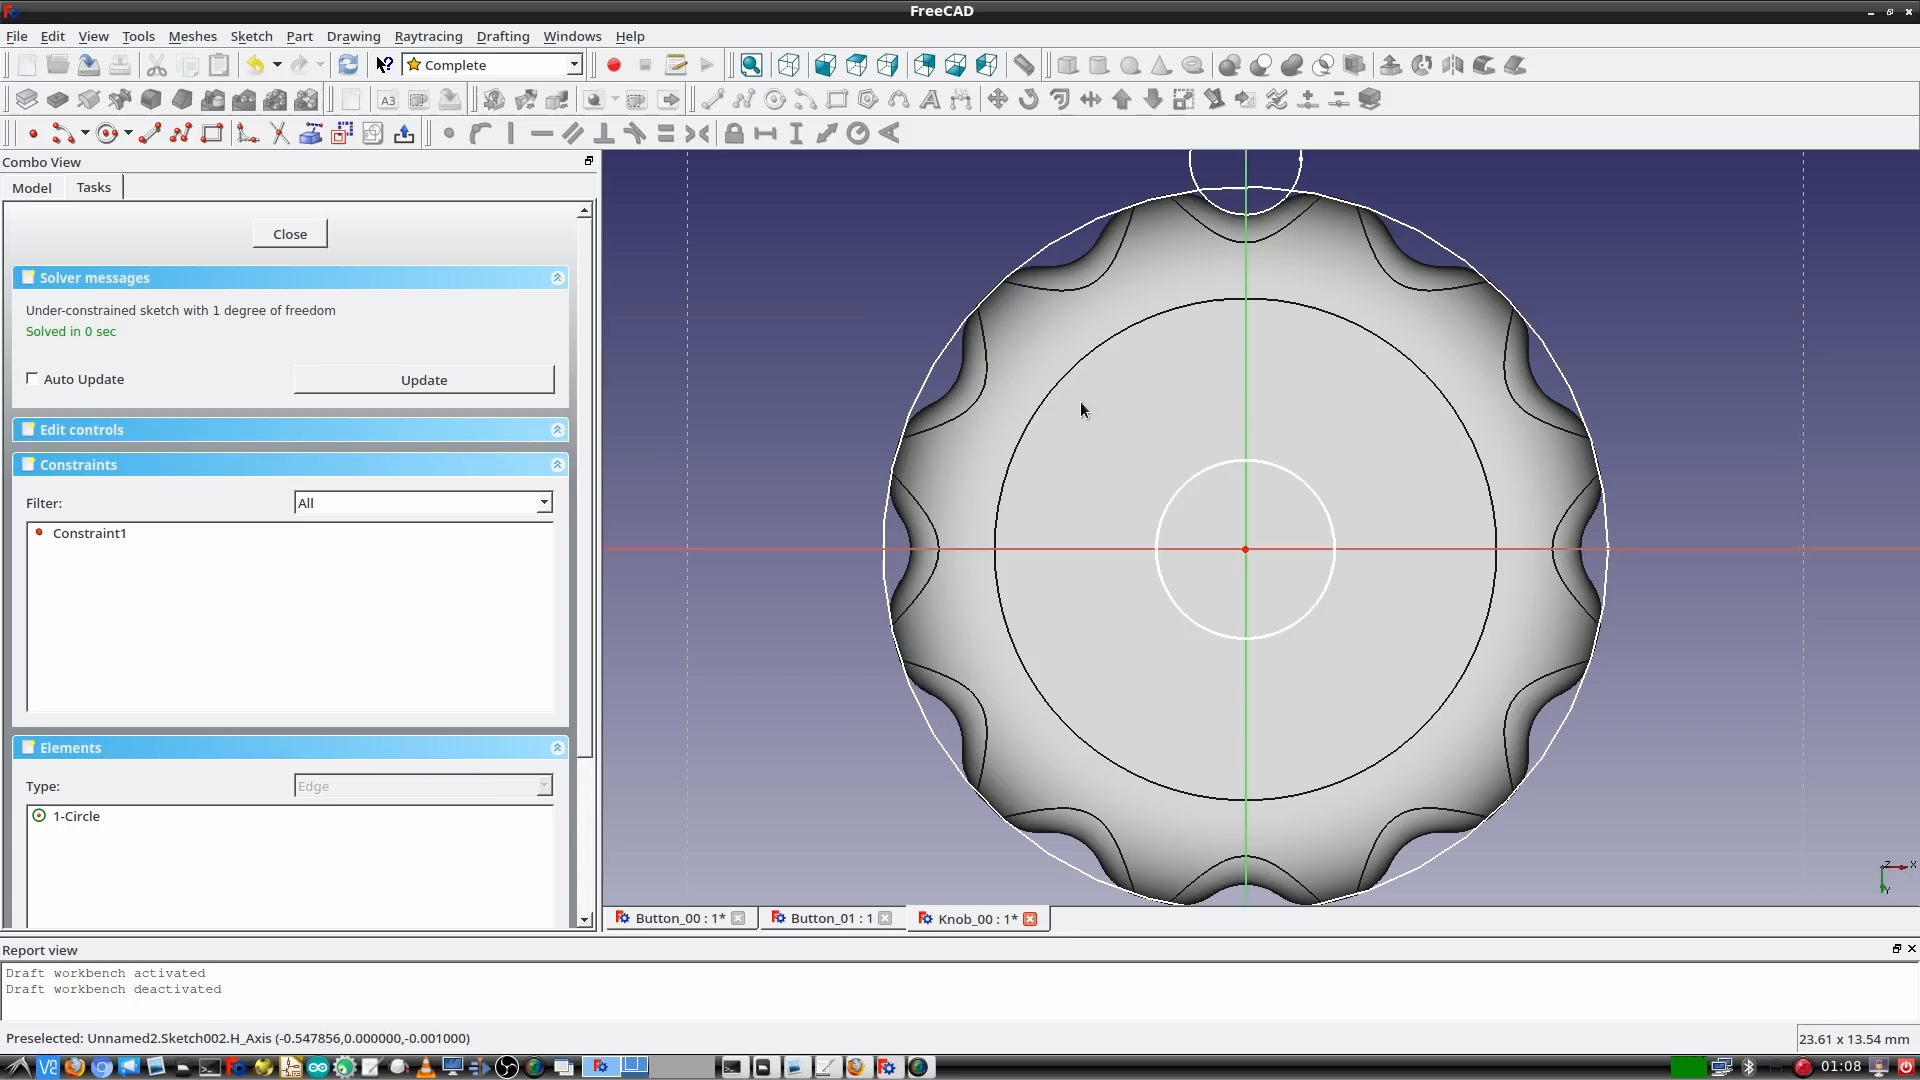 FreeCAD
File Edit View Tools Meshes Sketch Part Drawing Raytracing Drafting Windows Help
Complete
A3
Combo View
Model Tasks
Close
Solver messages
Under-constrained sketch with 1 degree of freedom
Solved in 0 sec
Auto Update Update
Edit controls
Constraints
Filter: All
Constraint1
Elements
Type: Edge
1-Circle
Z X
Y
Button_00 : 1* Button_01 : 1 Knob_00 : 1*
Report view
Draft workbench activated
Draft workbench deactivated
Preselected: Unnamed2.Sketch002.H_Axis (-0.547856,0.000000,-0.001000) 23.61 x 13.54 mm
01:08